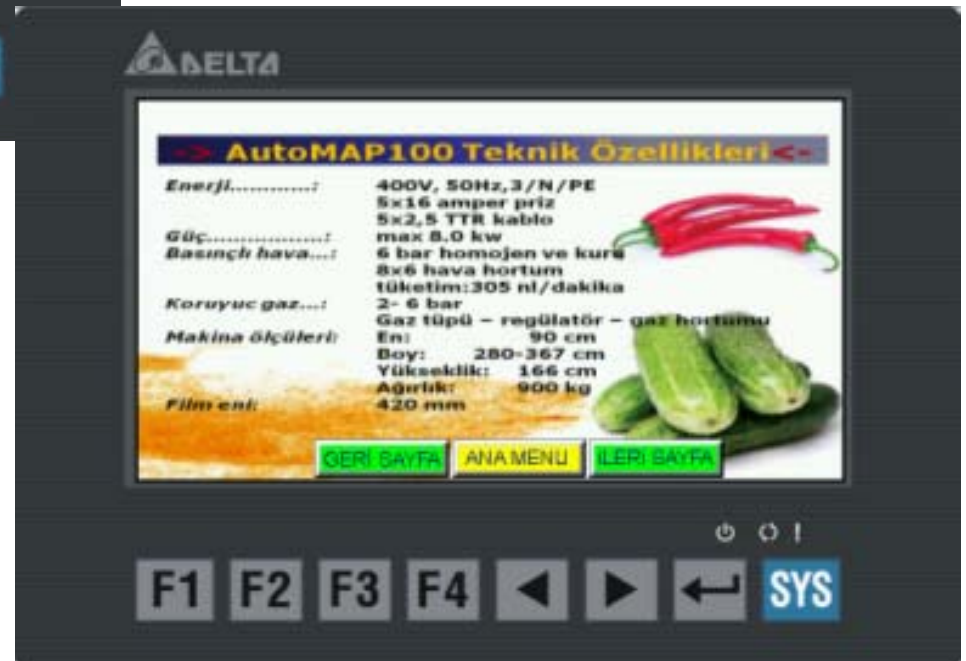 DELTA
-> AutoMAP100 Teknik Özellikleri<-
Enerji............: 400V, 50Hz,3/N/PE
5x16 amper priz
5x2,5 TTR kablo
Güç.................: max 8.0 kw
Basınçlı hava...: 6 bar homojen ve kuru
8x6 hava hortum
tüketim:305 nl/dakika
Koruyuc gaz...: 2- 6 bar
Gaz tüpü – regülatör – gaz hortumu
Makina ölçüleri: En: 90 cm
Boy: 280-367 cm
Yükseklik: 166 cm
Ağırlık: 900 kg
Film eni: 420 mm
GERİ SAYFA ANA MENU İLERİ SAYFA
F1 F2 F3 F4 SYS